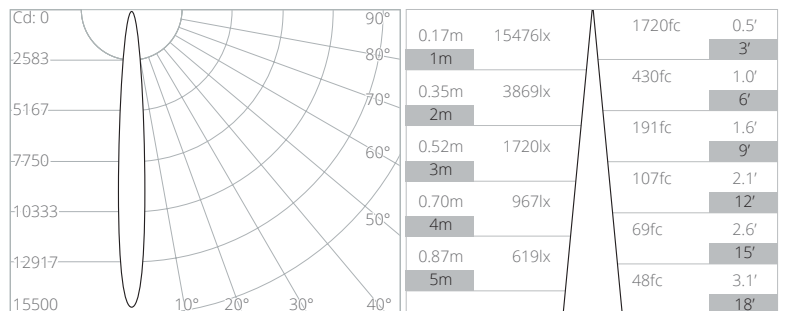 Cd: 0
2583
5167
7750
10333
12917
15500
10°
20°
30°
40°
50°
60°
70°
80°
90°
0.17m 15476lx
1m
0.35m 3869lx
2m
0.52m 1720lx
3m
0.70m 967lx
4m
0.87m 619lx
5m
1720fc 0.5′
3′
430fc 1.0′
6′
191fc 1.6′
9′
107fc 2.1′
12′
69fc 2.6′
15′
48fc 3.1′
18′